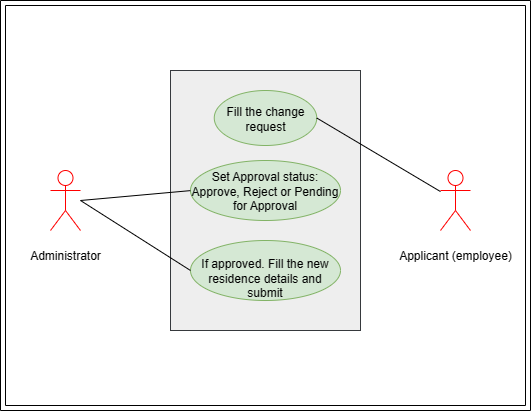 Fill the change
request
Set Approval status:
Approve, Reject or Pending
for Approval
Administrator
Applicant (employee)
If approved. Fill the new
residence details and
submit